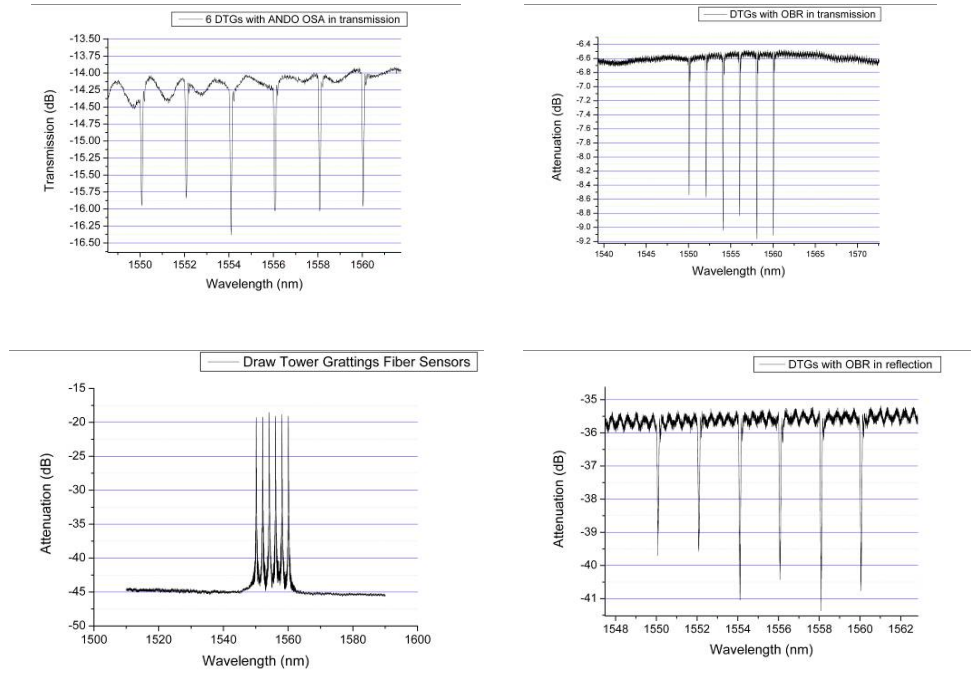 6 DTGs with ANDO OSA in transmission
-13.50
-13.75
-14.00
-14.25
-14.50
-14.75
-15.00
-15.25
-15.50
-15.75
-16.00
-16.25
-16.50
Transmission (dB)
1550 1552 1554 1556 1558 1560
Wavelength (nm)
DTGs with OBR in transmission
-6.4
-6.6
-6.8
-7.0
-7.2
-7.4
-7.6
-7.8
-8.0
-8.2
-8.4
-8.6
-8.8
-9.0
-9.2
Attenuation (dB)
1540 1545 1550 1555 1560 1565 1570
Wavelength (nm)
Draw Tower Grattings Fiber Sensors
-15
-20
-25
-30
-35
-40
-45
-50
Attenuation (dB)
1500 1520 1540 1560 1580 1600
Wavelength (nm)
DTGs with OBR in reflection
-35
-36
-37
-38
-39
-40
-41
Attenuation (dB)
1548 1550 1552 1554 1556 1558 1560 1562
Wavelength (nm)